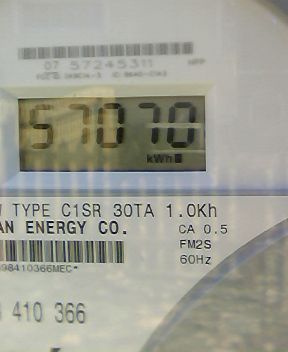 07 57245311
57070
kWh
TYPE C1SR 30TA 1.0Kh
AN ENERGY CO. CA 0.5
FM2S
98410366MEC* 60Hz
410 366